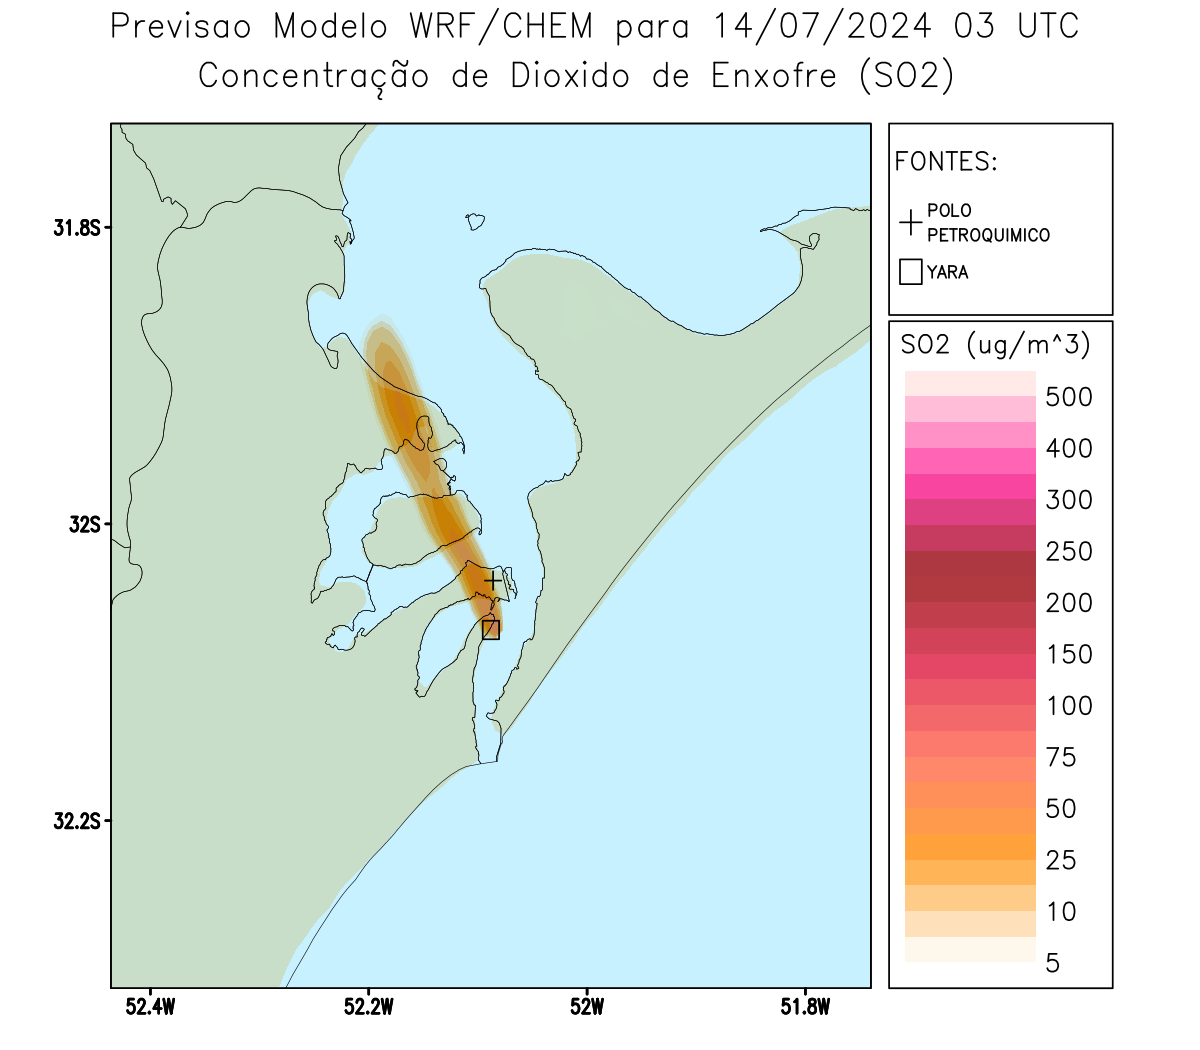 Previsao Modelo WRF/CHEM para 14/07/2024 03 UTC
Concentração de Dioxido de Enxofre (SO2)
FONTES:
POLO
PETROQUIMICO
YARA
31.8S
32S
32.2S
52.4W
52.2W
52W
51.8W
SO2 (ug/m^3)
500
400
300
250
200
150
100
75
50
25
10
5